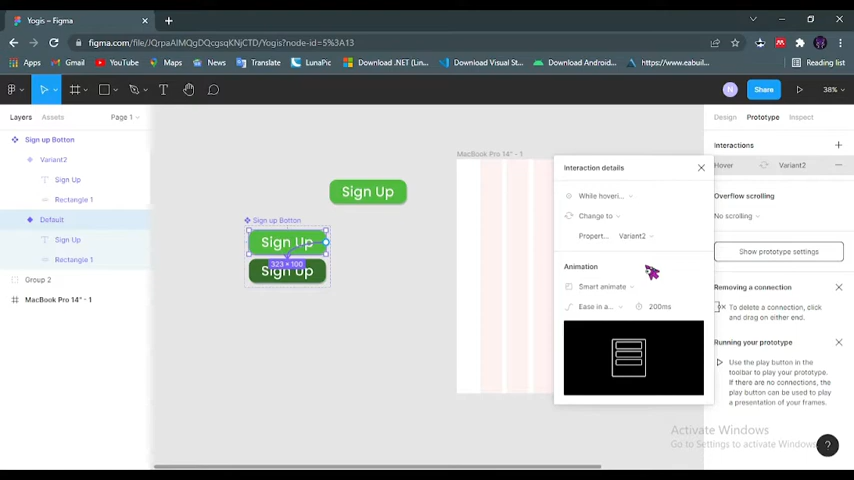 Yogis – Figma
figma.com/file/JQrpaAIMQgDQcgsqKNjCTD/Yogis?node-id=5%3A13
Apps
Gmail
YouTube
Maps
News
Translate
LunaPic
Download .NET (Lin...
Download Visual Stu...
Download Android...
https://www.eabuil...
Reading list
N
Share
38%
Layers
Assets
Page 1
Design
Prototype
Inspect
Sign up Botton
Variant2
Sign Up
Rectangle 1
Default
Sign Up
Rectangle 1
Group 2
MacBook Pro 14" - 1
Sign Up
Sign up Botton
Sign Up
323 × 100
Sign Up
MacBook Pro 14" - 1
Interaction details
While hoveri...
Change to
Propert...
Variant2
Animation
Smart animate
Ease in a...
200ms
Interactions
Hover
Variant2
Overflow scrolling
No scrolling
Show prototype settings
Removing a connection
To delete a connection, click
and drag on either end.
Running your prototype
Use the play button in the
toolbar to play your prototype.
If there are no connections, the
play button can be used to play
a presentation of your frames.
Activate Windows
Go to Settings to activate Windows.
?